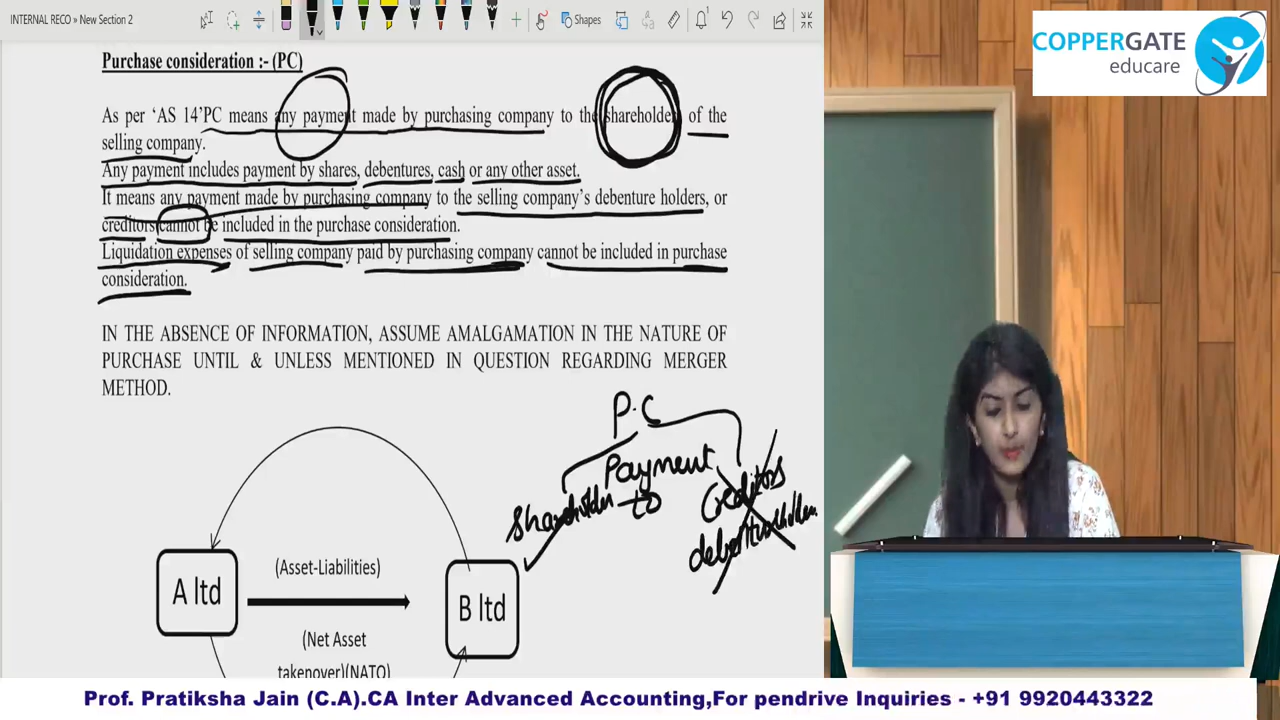 INTERNAL RECO » New Section 2
Shapes
COPPERGATE
educare
Purchase consideration :- (PC)
As per ‘AS 14’PC means any payment made by purchasing company to the shareholder of the
selling company.
Any payment includes payment by shares, debentures, cash or any other asset.
It means any payment made by purchasing company to the selling company’s debenture holders, or
creditors cannot be included in the purchase consideration.
Liquidation expenses of selling company paid by purchasing company cannot be included in purchase
consideration.
IN THE ABSENCE OF INFORMATION, ASSUME AMALGAMATION IN THE NATURE OF
PURCHASE UNTIL & UNLESS MENTIONED IN QUESTION REGARDING MERGER
METHOD.
P.C
Payment
Shareholder to
Creditors
debentureholders
(Asset-Liabilities)
A ltd
B ltd
(Net Asset
takenover)(NATO)
Prof. Pratiksha Jain (C.A).CA Inter Advanced Accounting,For pendrive Inquiries - +91 9920443322